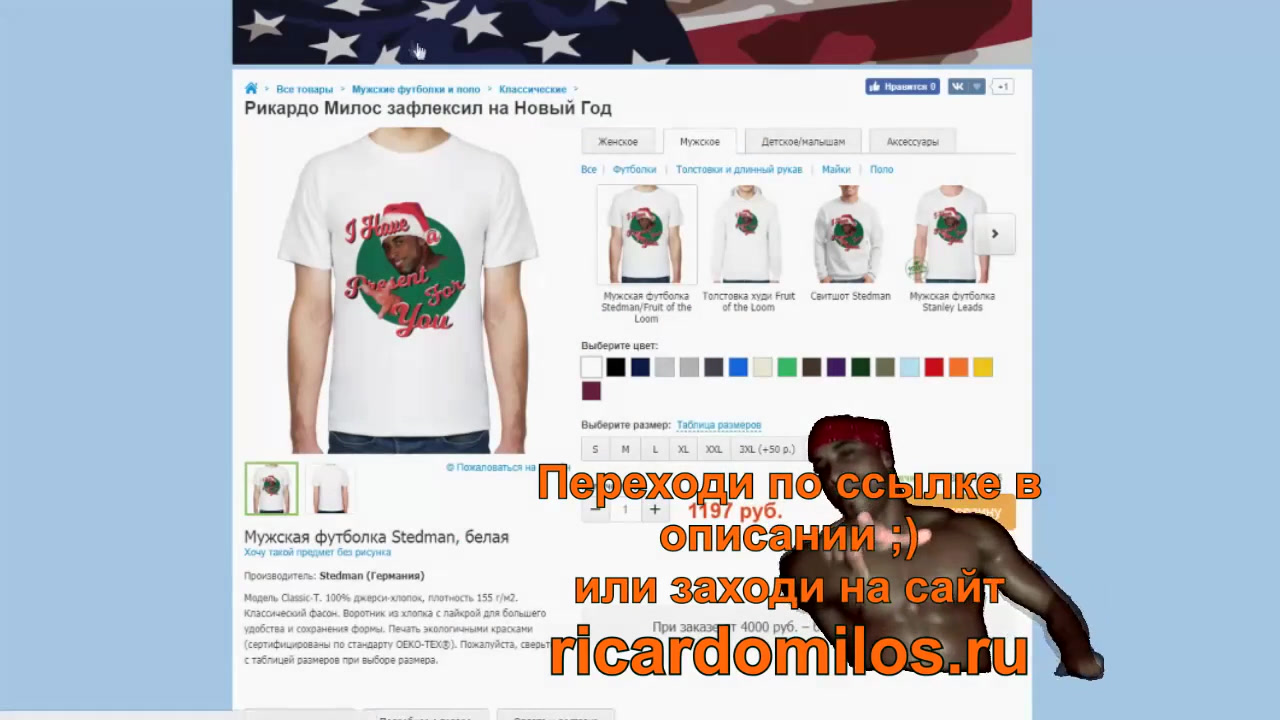 Все товары > Мужские футболки и поло > Классические >
Нравится 0
+1
Рикардо Милос зафлексил на Новый Год
Женское
Мужское
Детское/малышам
Аксессуары
Все
Футболки
Толстовки и длинный рукав
Майки
Поло
I Have
a
Present
For
You
Мужская футболка
Stedman/Fruit of the
Loom
Толстовка худи Fruit
of the Loom
Свитшот Stedman
Мужская футболка
Stanley Leads
Выберите цвет:
Выберите размер: Таблица размеров
S
M
L
XL
XXL
3XL (+50 р.)
Пожаловаться на
1
1197 руб.
Переходи по ссылке в
описании ;)
или заходи на сайт
ricardomilos.ru
Мужская футболка Stedman, белая
Хочу такой предмет без рисунка
Производитель: Stedman (Германия)
Модель Classic-T. 100% джерси-хлопок, плотность 155 г/м2.
Классический фасон. Воротник из хлопка с лайкрой для большего
удобства и сохранения формы. Печать экологичными красками
(сертифицированы по стандарту OEKO-TEX®). Пожалуйста, сверьт
с таблицей размеров при выборе размера.
При заказе от 4000 руб. –